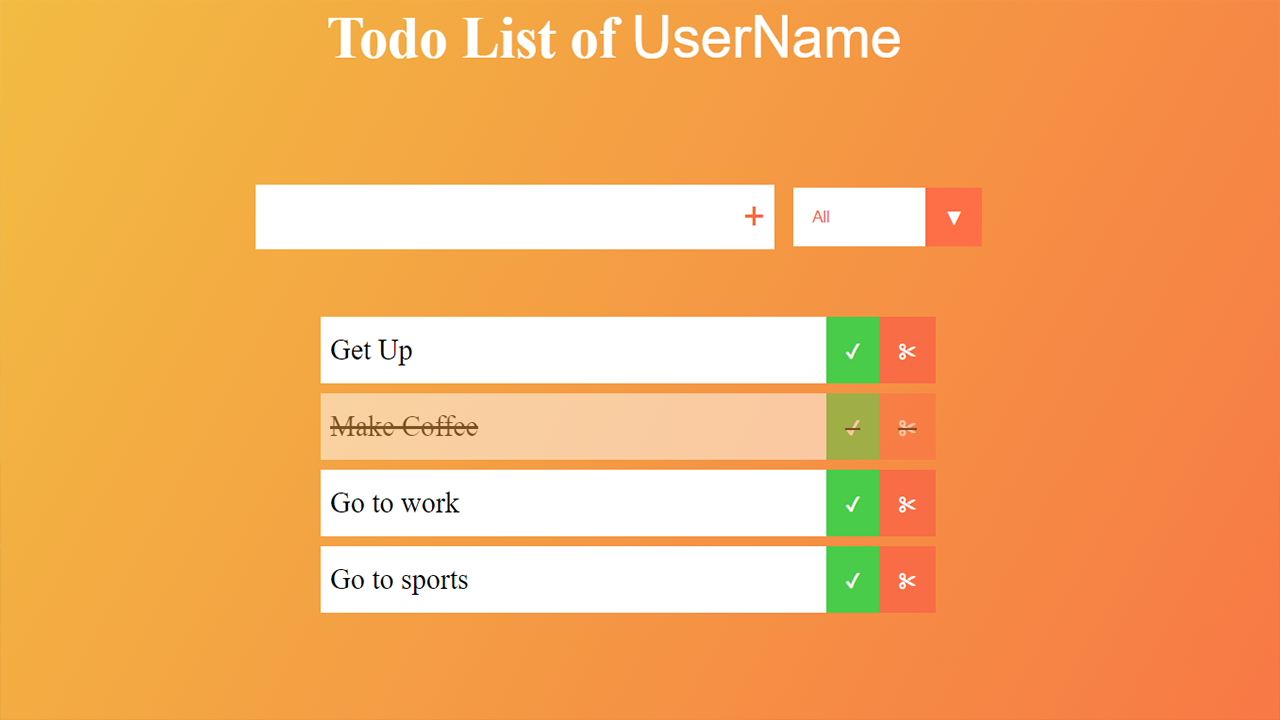 Todo List of UserName
All
Get Up
Make Coffee
Go to work
Go to sports